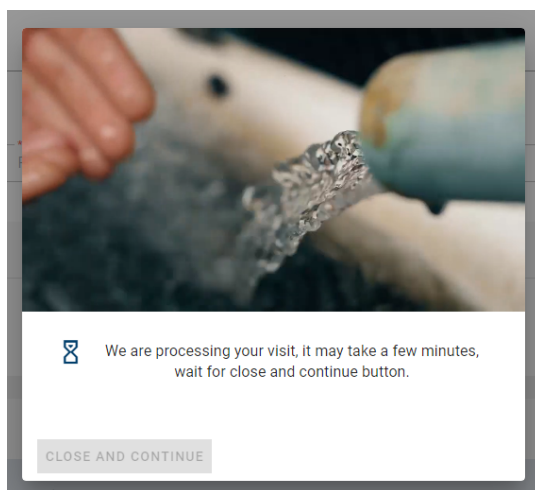 We are processing your visit, it may take a few minutes,
wait for close and continue button.
CLOSE AND CONTINUE